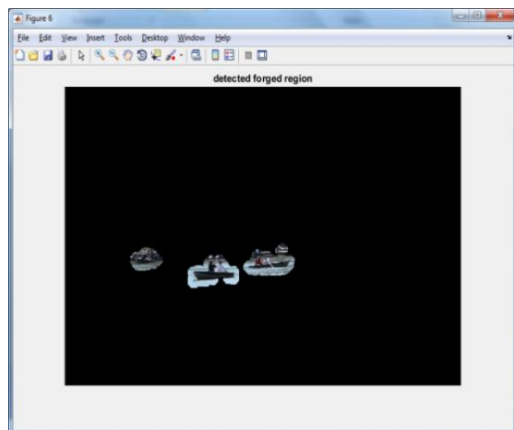 Figure 6
File Edit View Insert Tools Desktop Window Help
detected forged region